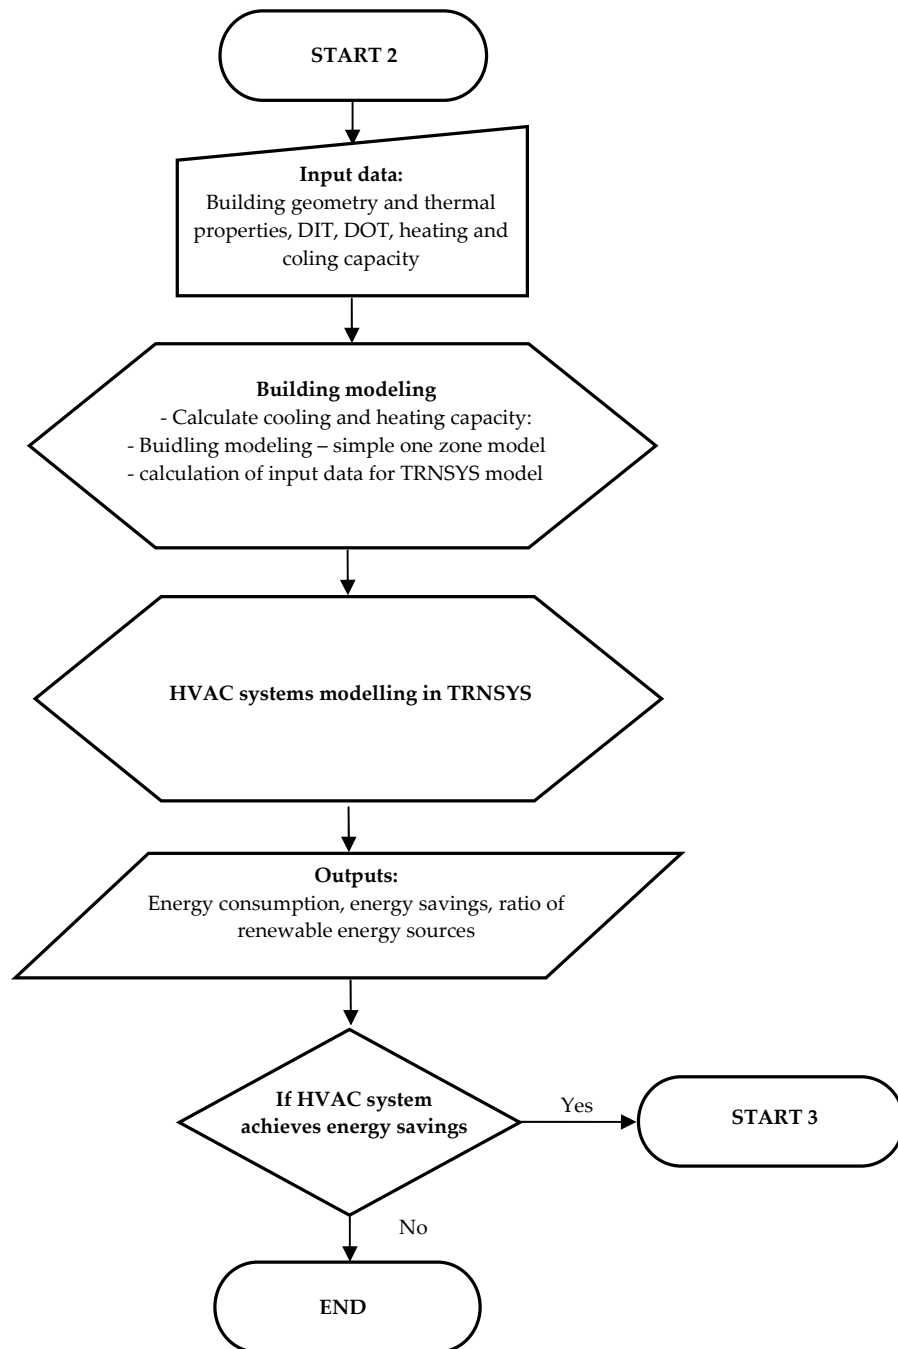 START 2
Input data:
Building geometry and thermal
properties, DIT, DOT, heating and
coling capacity
Building modeling
- Calculate cooling and heating capacity:
- Buidling modeling – simple one zone model
- calculation of input data for TRNSYS model
HVAC systems modelling in TRNSYS
Outputs:
Energy consumption, energy savings, ratio of
renewable energy sources
If HVAC system
achieves energy savings
Yes
START 3
No
END